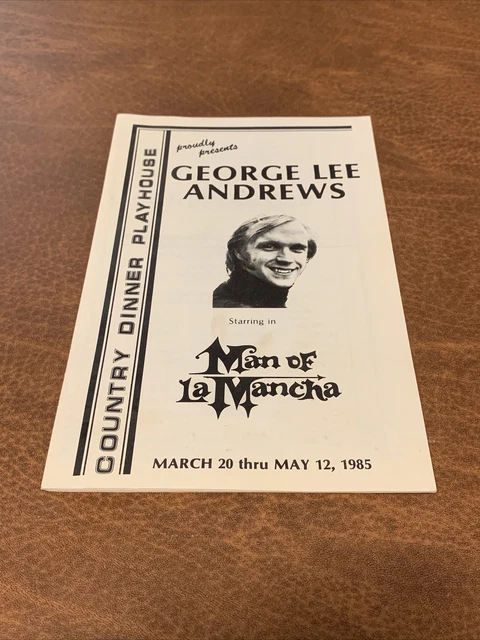 COUNTRY DINNER PLAYHOUSE
proudly
presents
GEORGE LEE
ANDREWS
Starring in
Man of
La Mancha
MARCH 20 thru MAY 12, 1985